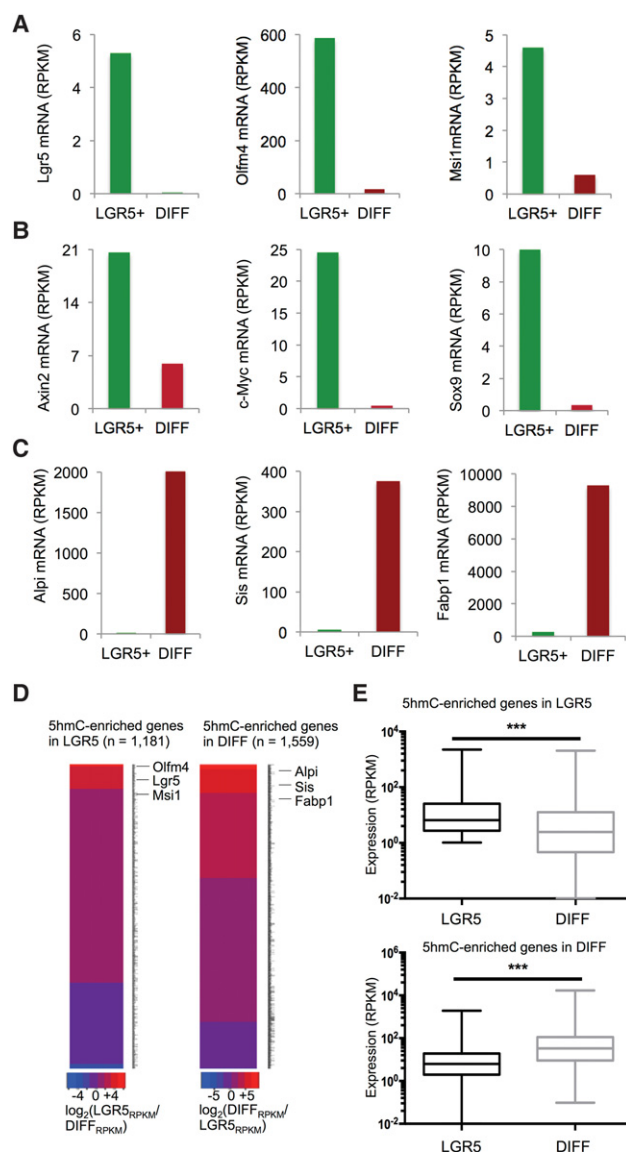 A
Lgr5 mRNA (RPKM)
6
4
2
0
LGR5+ DIFF
Olfm4 mRNA (RPKM)
600
400
200
0
LGR5+ DIFF
Msi1mRNA (RPKM)
5
4
3
2
1
0
LGR5+ DIFF
B
Axin2 mRNA (RPKM)
21
14
7
0
LGR5+ DIFF
c-Myc mRNA (RPKM)
25
20
15
10
5
0
LGR5+ DIFF
Sox9 mRNA (RPKM)
10
8
6
4
2
0
LGR5+ DIFF
C
Alpi mRNA (RPKM)
2000
1500
1000
500
0
LGR5+ DIFF
Sis mRNA (RPKM)
400
300
200
100
0
LGR5+ DIFF
Fabp1 mRNA (RPKM)
10000
8000
6000
4000
2000
0
LGR5+ DIFF
D
5hmC-enriched genes
in LGR5 (n = 1,181)
Olfm4
Lgr5
Msi1
-4 0 +4
log2(LGR5RPKM/
DIFFRPKM)
5hmC-enriched genes
in DIFF (n = 1,559)
Alpi
Sis
Fabp1
-5 0 +5
log2(DIFFRPKM/
LGR5RPKM)
E
5hmC-enriched genes in LGR5
***
Expression (RPKM)
10^4
10^2
10^0
10^-2
LGR5 DIFF
5hmC-enriched genes in DIFF
***
Expression (RPKM)
10^6
10^4
10^2
10^0
10^-2
LGR5 DIFF